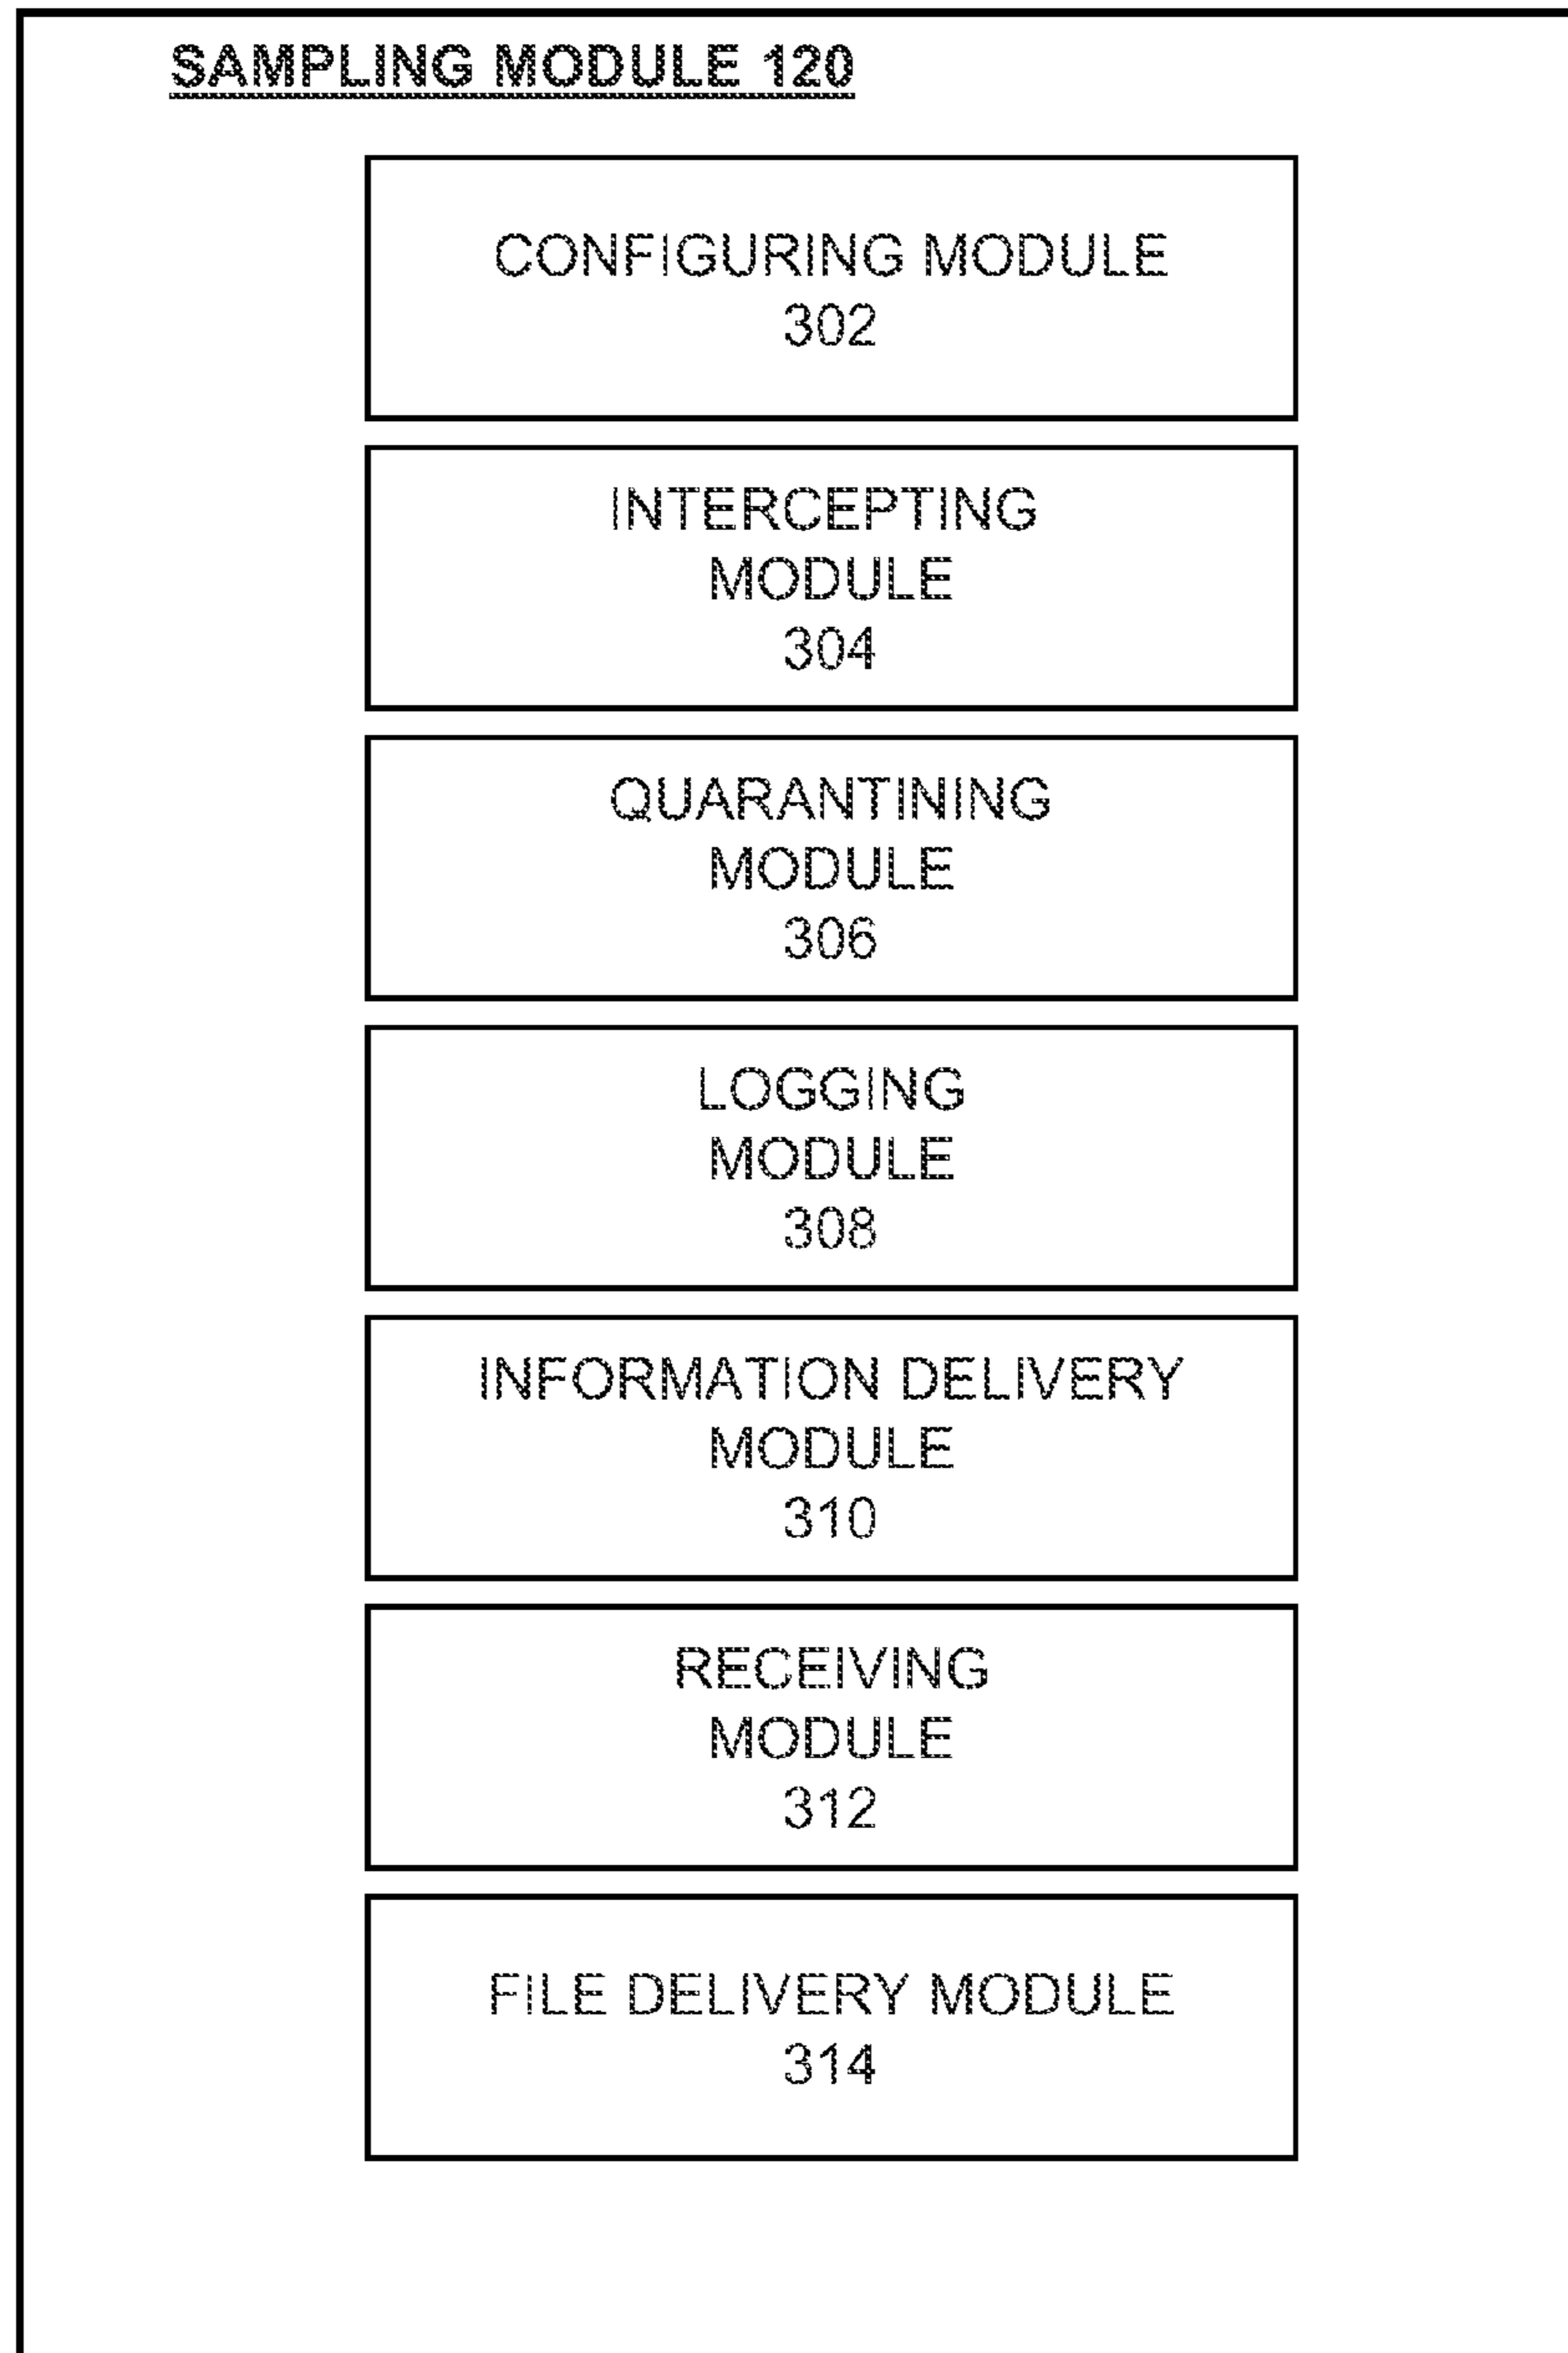 SAMPLING MODULE 120
CONFIGURING MODULE
302
INTERCEPTING
MODULE
304
QUARANTINING
MODULE
306
LOGGING
MODULE
308
INFORMATION DELIVERY
MODULE
310
RECEIVING
MODULE
312
FILE DELIVERY MODULE
314